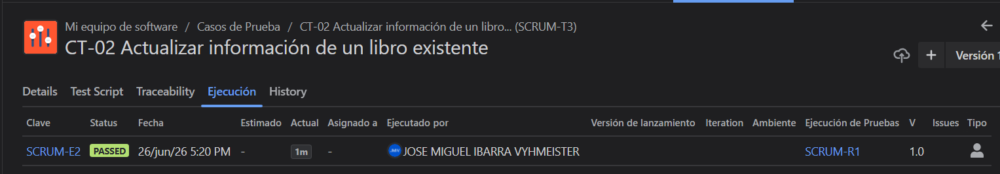 Mi equipo de software / Casos de Prueba / CT-02 Actualizar información de un libro... (SCRUM-T3)
CT-02 Actualizar información de un libro existente
+ Versión 1
Details Test Script Traceability Ejecución History
Clave Status Fecha Estimado Actual Asignado a Ejecutado por Versión de lanzamiento Iteration Ambiente Ejecución de Pruebas V Issues Tipo
SCRUM-E2 PASSED 26/jun/26 5:20 PM - 1m - JOSE MIGUEL IBARRA VYHMEISTER SCRUM-R1 1.0